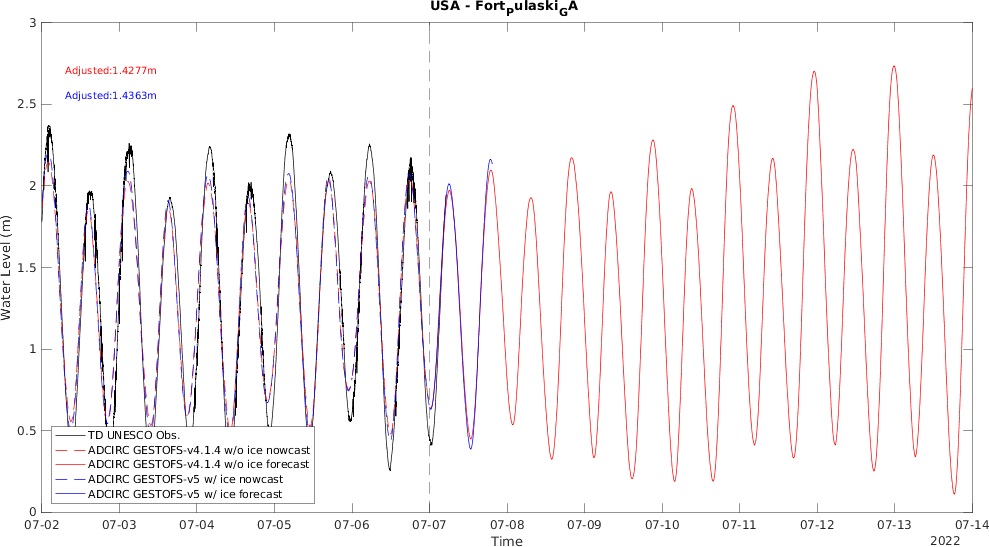 USA - FortPulaskiGA
3
2.5
2
1.5
1
0.5
0
Water Level (m)
Adjusted:1.4277m
Adjusted:1.4363m
TD UNESCO Obs.
ADCIRC GESTOFS-v4.1.4 w/o ice nowcast
ADCIRC GESTOFS-v4.1.4 w/o ice forecast
ADCIRC GESTOFS-v5 w/ ice nowcast
ADCIRC GESTOFS-v5 w/ ice forecast
07-02 07-03 07-04 07-05 07-06 07-07 07-08 07-09 07-10 07-11 07-12 07-13 07-14
Time
2022